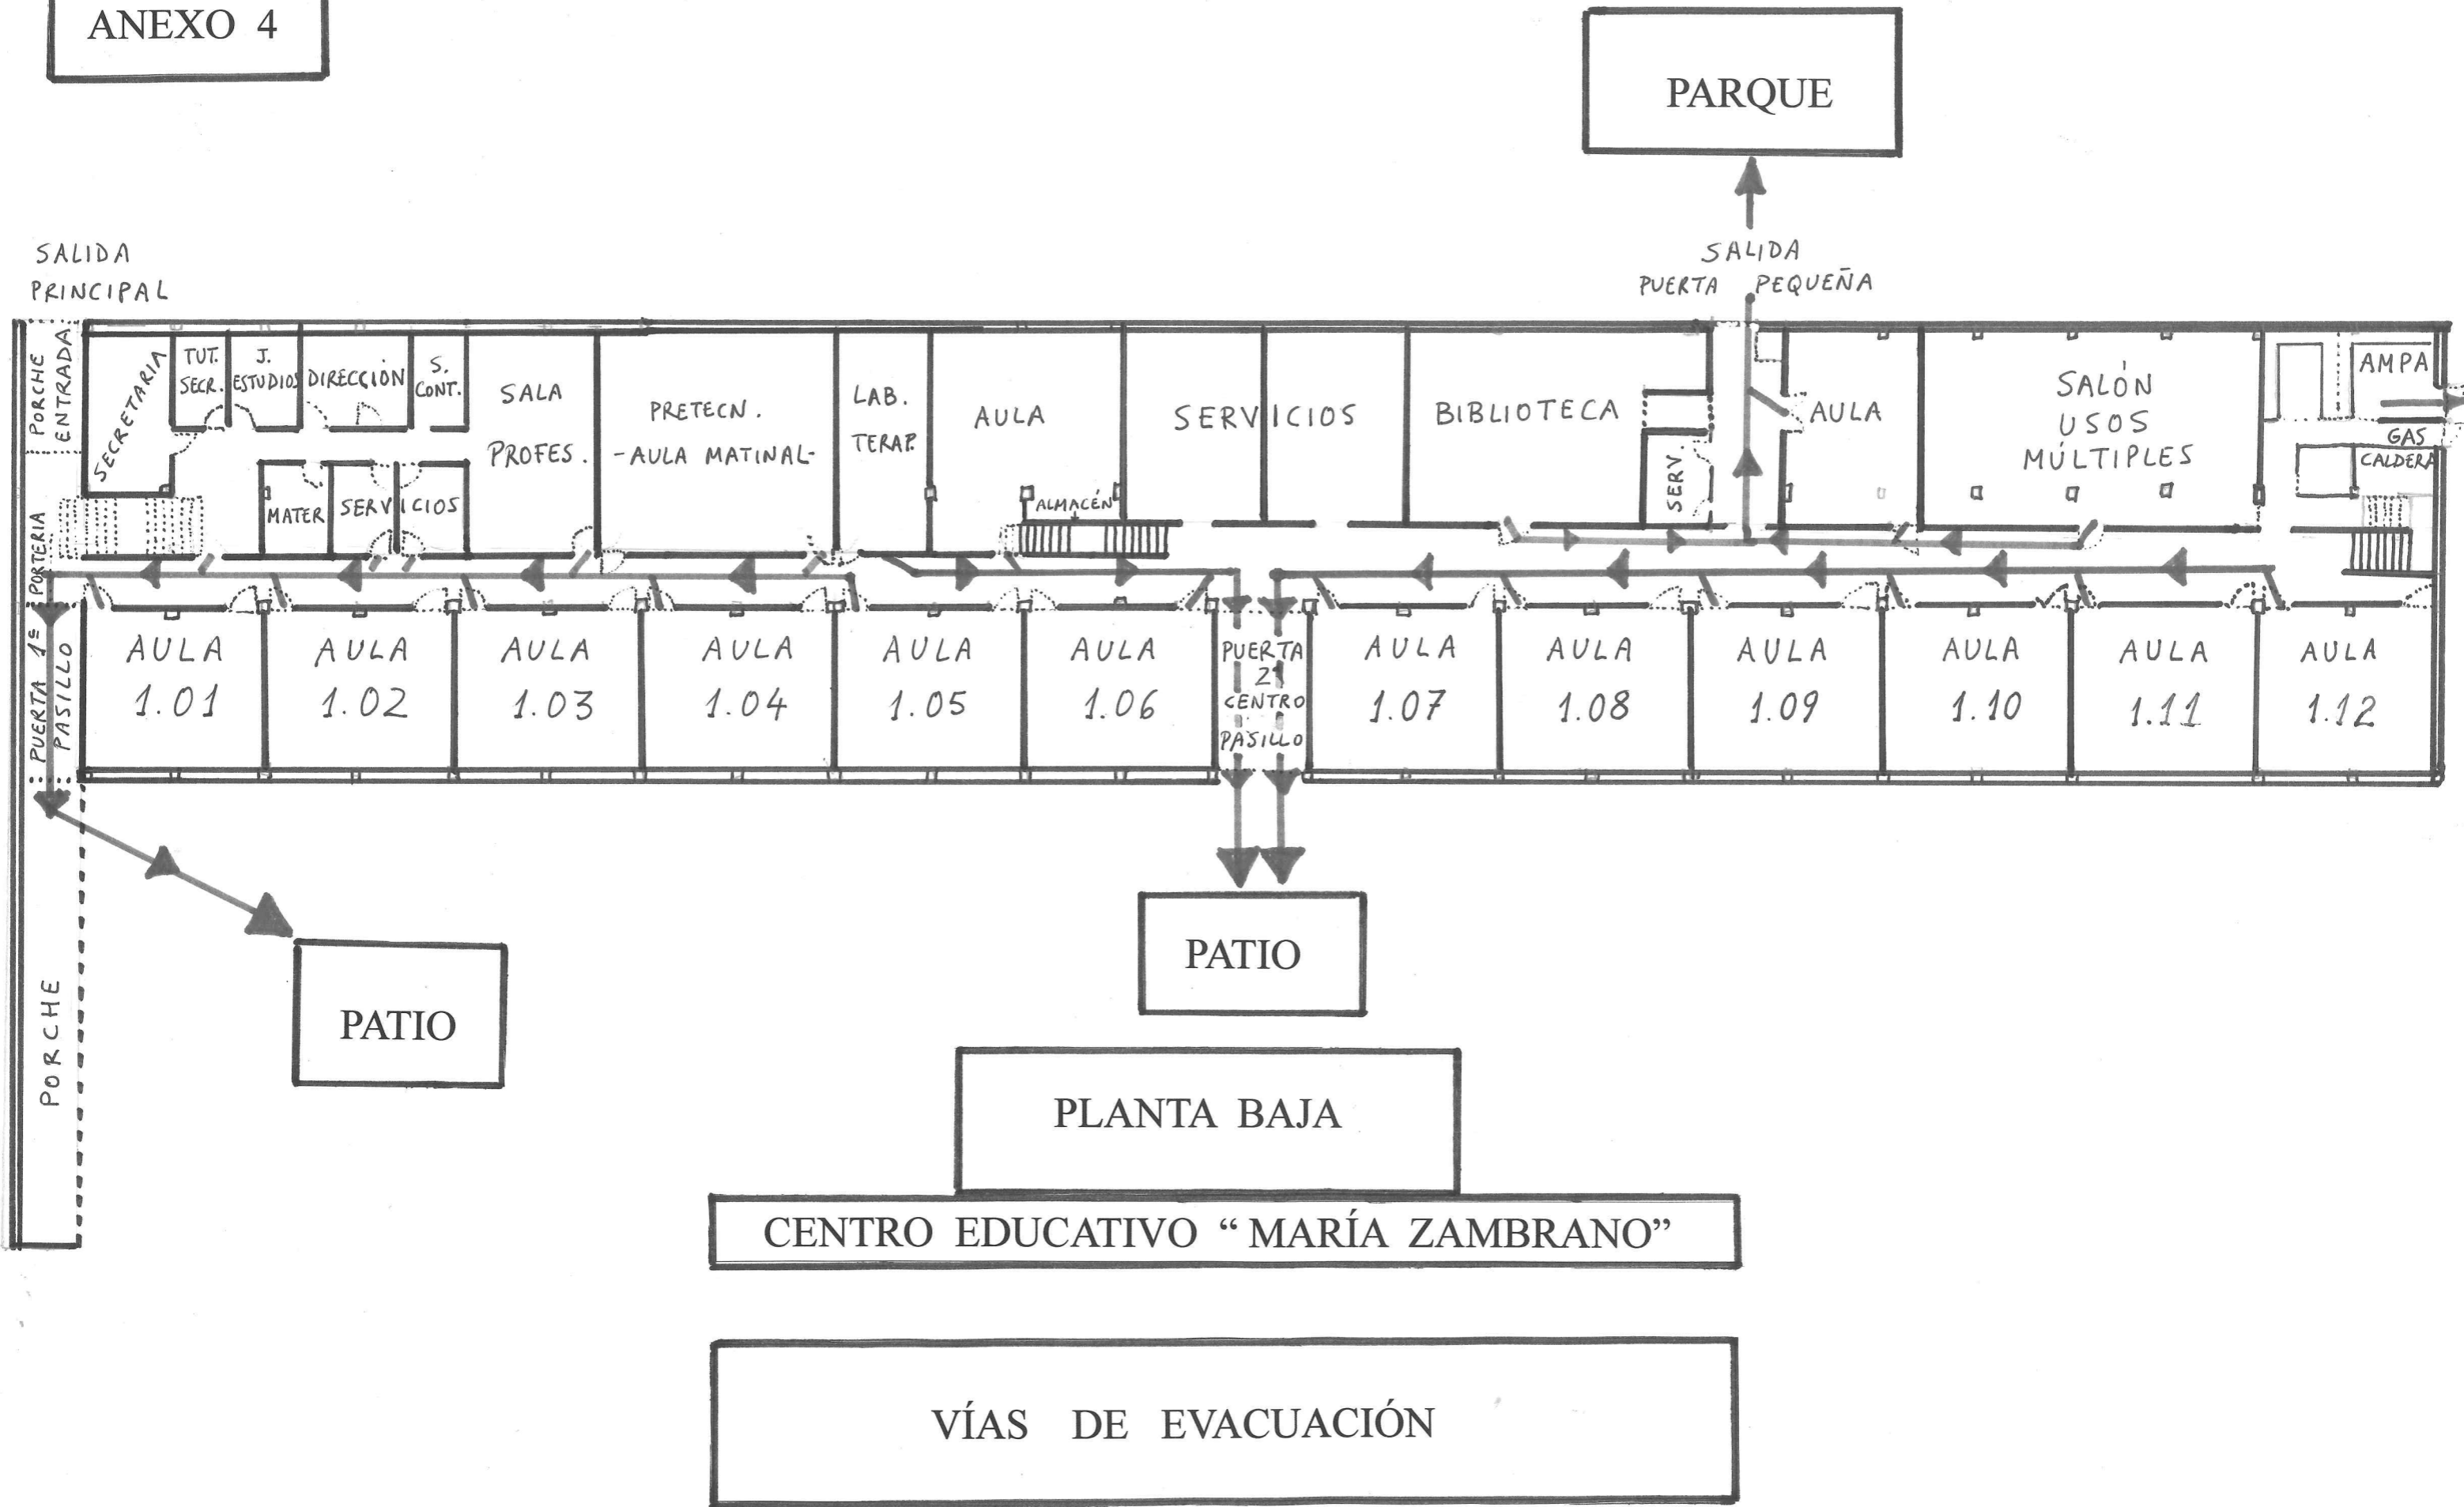 ANEXO 4
PARQUE
SALIDA
PRINCIPAL
SALIDA
PUERTA PEQUEÑA
PORCHE
ENTRADA
SECRETARIA
TUT.
SECR.
J.
ESTUDIOS
DIRECCIÓN
S.
CONT.
SALA
PROFES.
PRETECN.
-AULA MATINAL-
LAB.
TERAP.
AULA
ALMACÉN
SERVICIOS
BIBLIOTECA
SERV.
AULA
SALÓN
USOS
MÚLTIPLES
AMPA
GAS
CALDERA
MATER
SERVICIOS
PORTERIA
PUERTA 1ª
PASILLO
AULA
1.01
AULA
1.02
AULA
1.03
AULA
1.04
AULA
1.05
AULA
1.06
PUERTA
2ª
CENTRO
PASILLO
AULA
1.07
AULA
1.08
AULA
1.09
AULA
1.10
AULA
1.11
AULA
1.12
PORCHE
PATIO
PATIO
PLANTA BAJA
CENTRO EDUCATIVO “ MARÍA ZAMBRANO”
VÍAS DE EVACUACIÓN